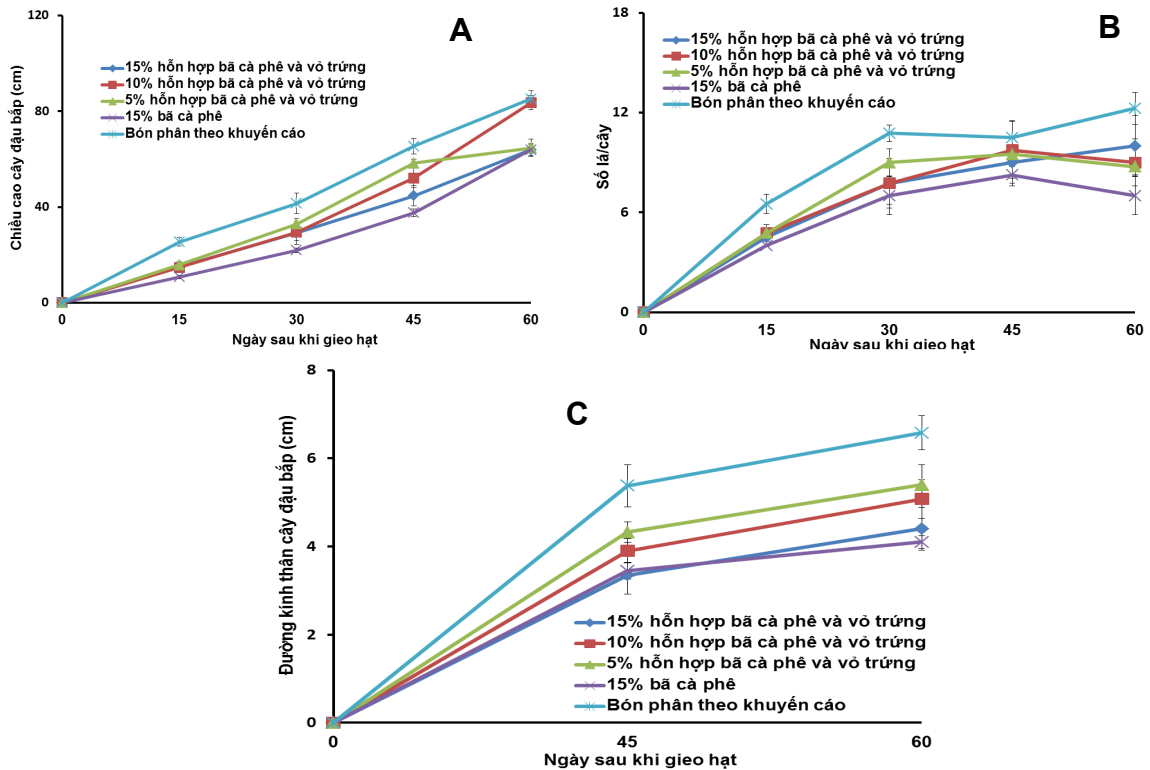 A
Chiều cao cây đậu bắp (cm)
120
80
40
0
15% hỗn hợp bã cà phê và vỏ trứng
10% hỗn hợp bã cà phê và vỏ trứng
5% hỗn hợp bã cà phê và vỏ trứng
15% bã cà phê
Bón phân theo khuyến cáo
0 15 30 45 60
Ngày sau khi gieo hạt
B
Số lá/cây
18
12
6
0
15% hỗn hợp bã cà phê và vỏ trứng
10% hỗn hợp bã cà phê và vỏ trứng
5% hỗn hợp bã cà phê và vỏ trứng
15% bã cà phê
Bón phân theo khuyến cáo
0 15 30 45 60
Ngày sau khi gieo hạt
C
Đường kính thân cây đậu bắp (cm)
8
6
4
2
0
15% hỗn hợp bã cà phê và vỏ trứng
10% hỗn hợp bã cà phê và vỏ trứng
5% hỗn hợp bã cà phê và vỏ trứng
15% bã cà phê
Bón phân theo khuyến cáo
0 45 60
Ngày sau khi gieo hạt